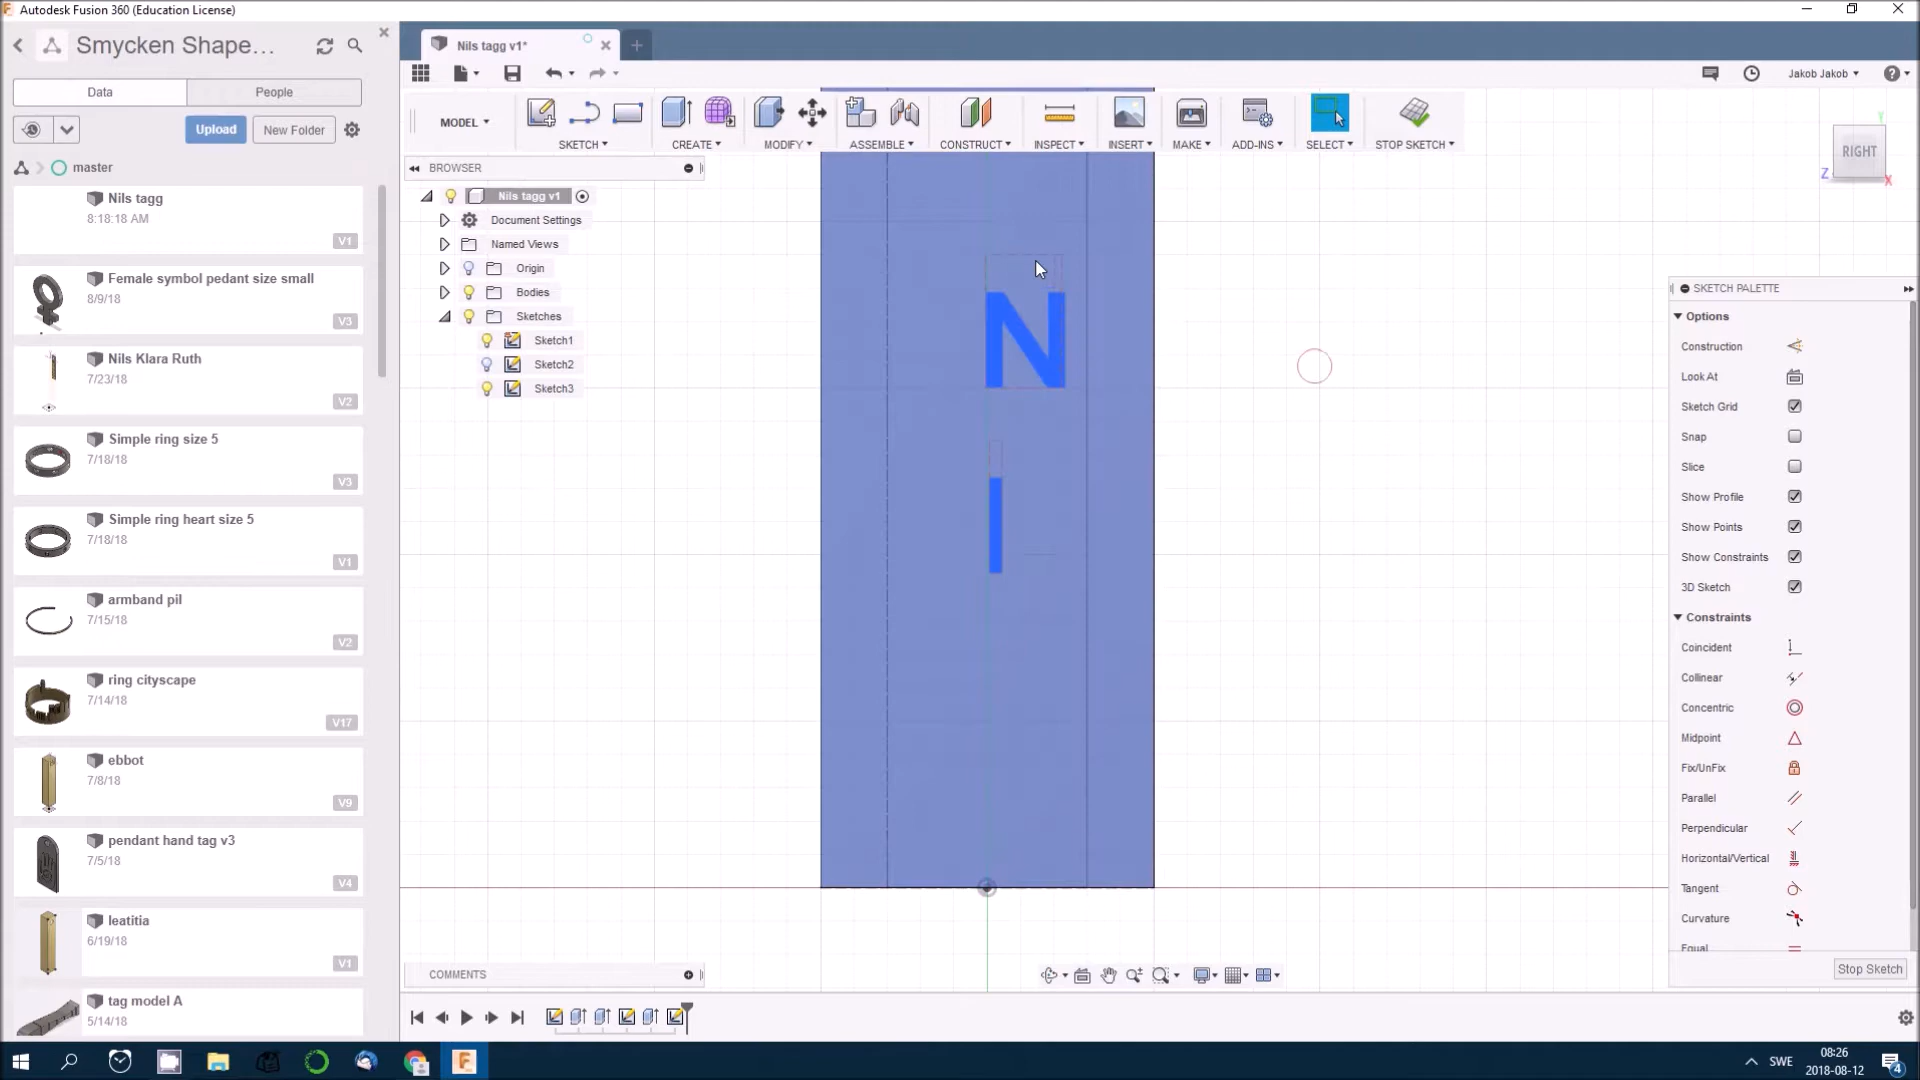 Autodesk Fusion 360 (Education License)
Smycken Shape...
Data
People
Upload
New Folder
master
Nils tagg
8:18:18 AM
V1
Female symbol pedant size small
8/9/18
V3
Nils Klara Ruth
7/23/18
V2
Simple ring size 5
7/18/18
V3
Simple ring heart size 5
7/18/18
V1
armband pil
7/15/18
V2
ring cityscape
7/14/18
V17
ebbot
7/8/18
V9
pendant hand tag v3
7/5/18
V4
leatitia
6/19/18
V1
tag model A
5/14/18
Nils tagg v1*
Jakob Jakob
MODEL
SKETCH
CREATE
MODIFY
ASSEMBLE
CONSTRUCT
INSPECT
INSERT
MAKE
ADD-INS
SELECT
STOP SKETCH
BROWSER
Nils tagg v1
Document Settings
Named Views
Origin
Bodies
Sketches
Sketch1
Sketch2
Sketch3
N
I
Y
RIGHT
Z
X
SKETCH PALETTE
Options
Construction
Look At
Sketch Grid
Snap
Slice
Show Profile
Show Points
Show Constraints
3D Sketch
Constraints
Coincident
Collinear
Concentric
Midpoint
Fix/UnFix
Parallel
Perpendicular
Horizontal/Vertical
Tangent
Curvature
Equal
Stop Sketch
COMMENTS
SWE
08:26
2018-08-12
4